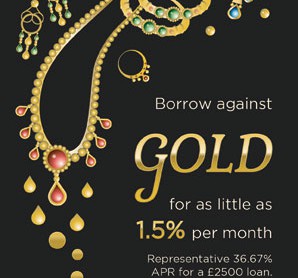 Borrow against
GOLD
for as little as
1.5% per month
Representative 36.67%
APR for a £2500 loan.